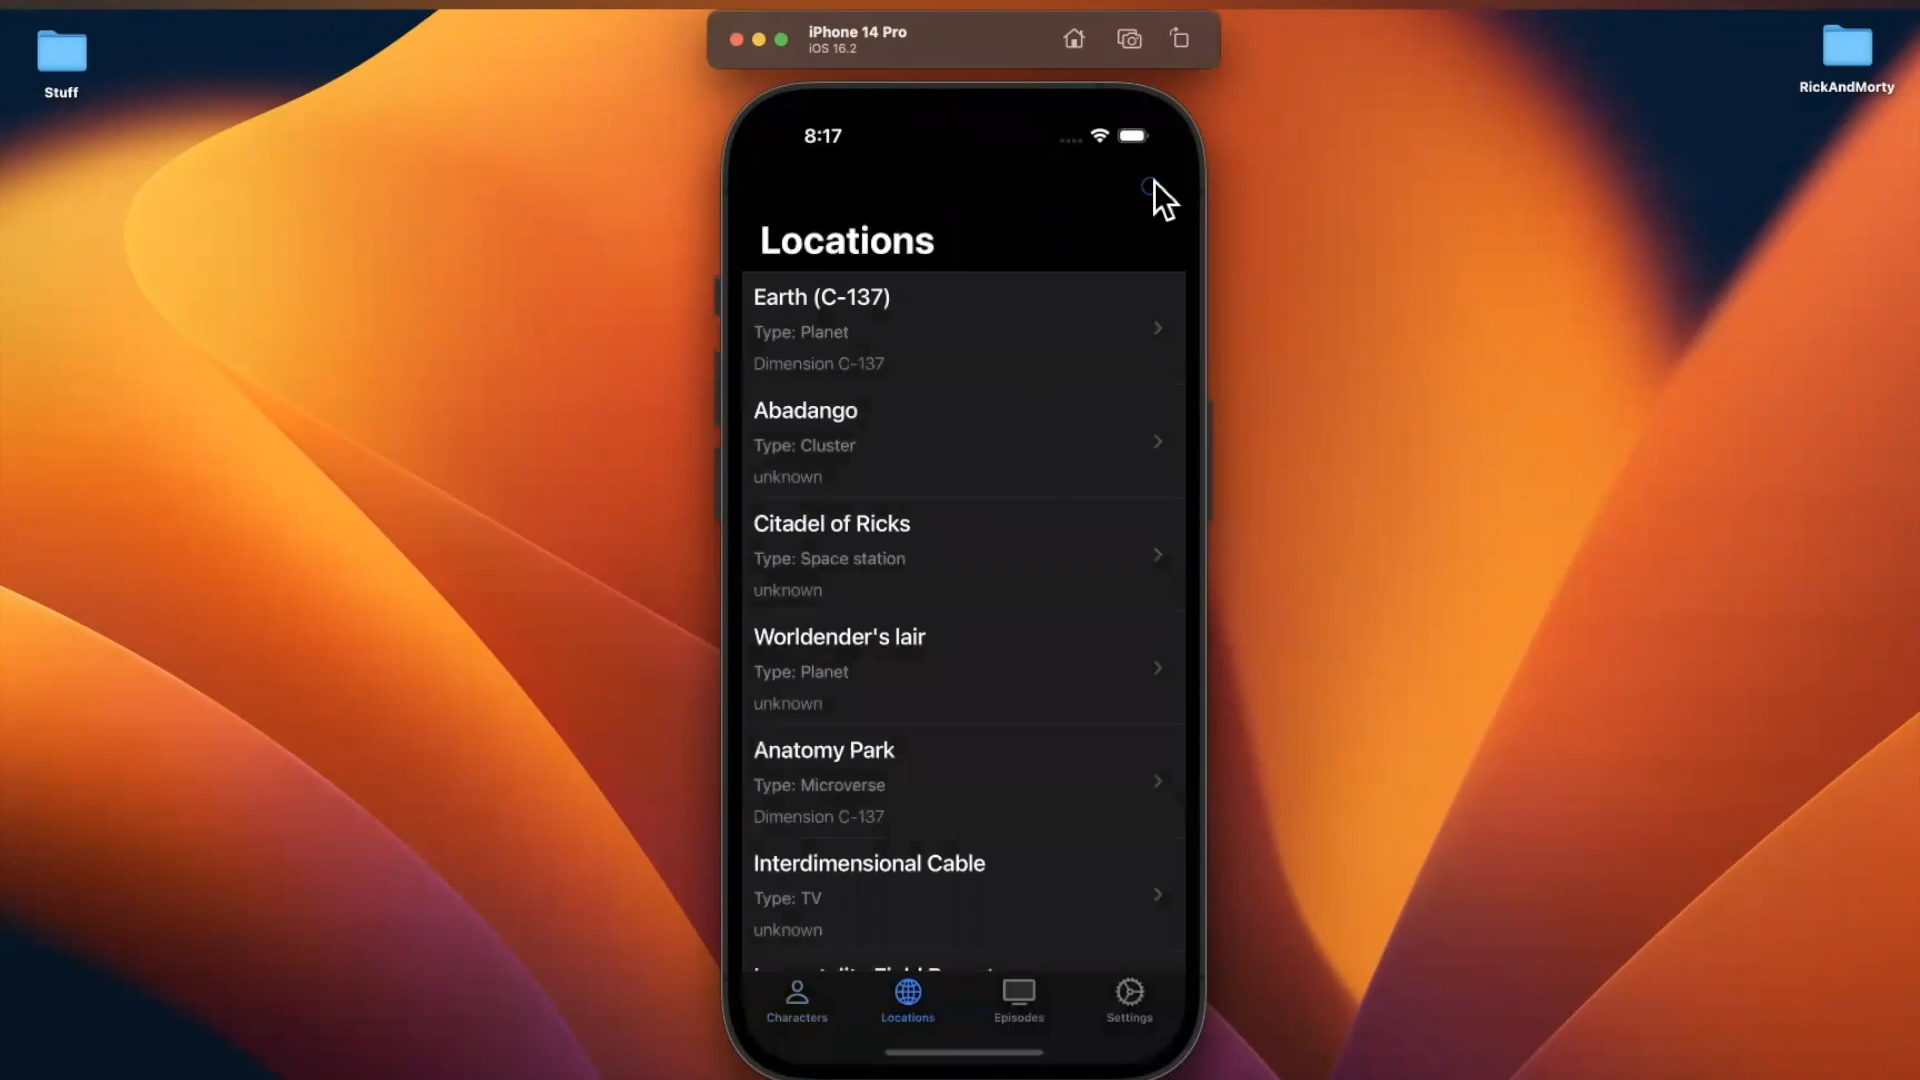 iPhone 14 Pro
iOS 16.2
Stuff
RickAndMorty
8:17
Locations
Earth (C-137)
Type: Planet
Dimension C-137
Abadango
Type: Cluster
unknown
Citadel of Ricks
Type: Space station
unknown
Worldender's lair
Type: Planet
unknown
Anatomy Park
Type: Microverse
Dimension C-137
Interdimensional Cable
Type: TV
unknown
Characters
Locations
Episodes
Settings